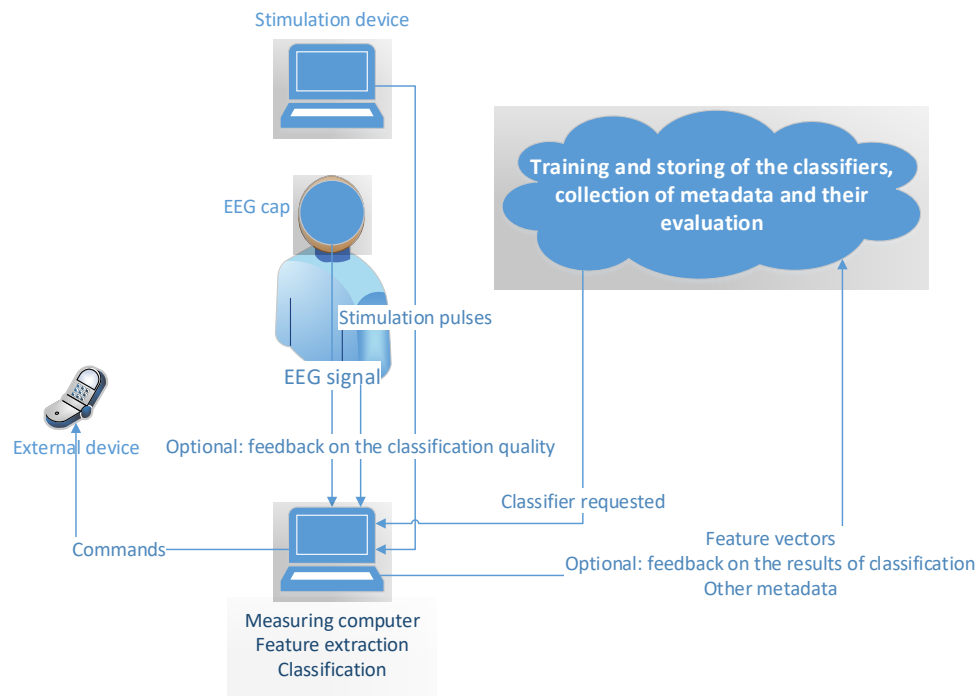 Stimulation device
Training and storing of the classifiers,
collection of metadata and their
evaluation
EEG cap
Stimulation pulses
EEG signal
External device
Optional: feedback on the classification quality
Classifier requested
Commands
Feature vectors
Optional: feedback on the results of classification
Other metadata
Measuring computer
Feature extraction
Classification